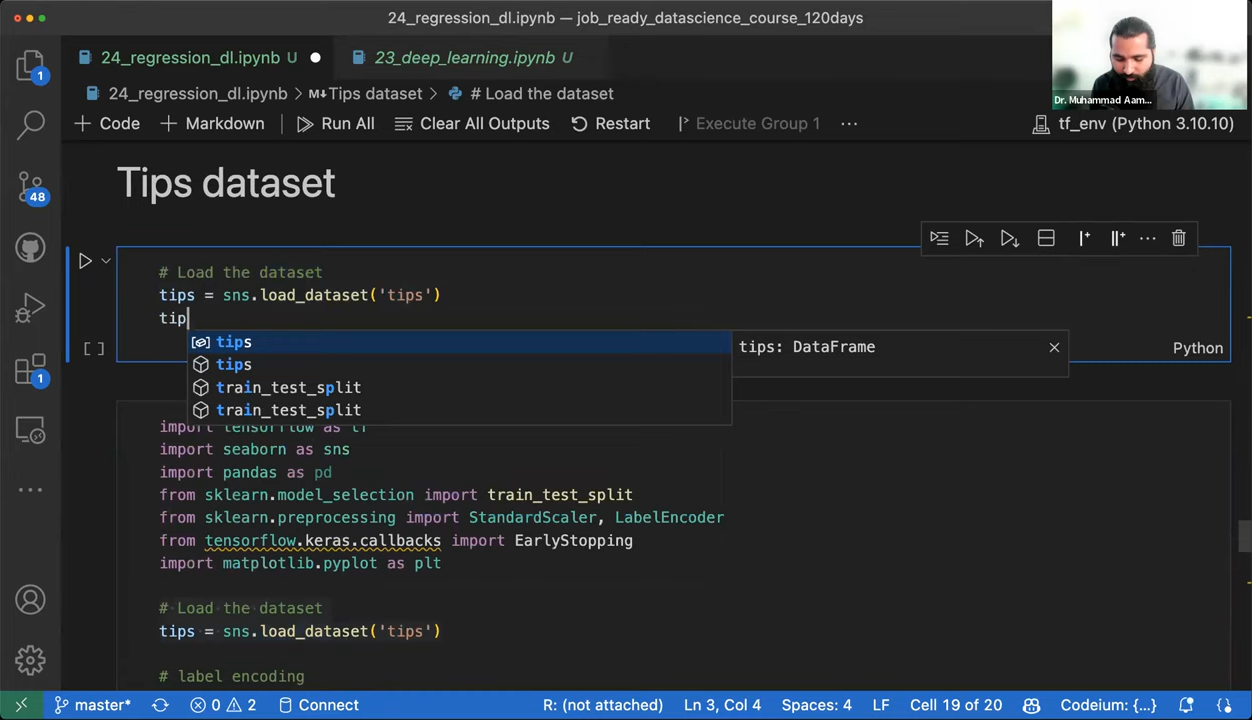 24_regression_dl.ipynb — job_ready_datascience_course_120days
24_regression_dl.ipynb U
23_deep_learning.ipynb U
24_regression_dl.ipynb > M↓Tips dataset > # Load the dataset
+ Code + Markdown Run All Clear All Outputs Restart Execute Group 1 ... tf_env (Python 3.10.10)
Dr. Muhammad Aam...
1
48
1
Tips dataset
# Load the dataset
tips = sns.load_dataset('tips')
tip
[ ]
Python
tips
tips: DataFrame
tips
train_test_split
train_test_split
import tensorflow as tf
import seaborn as sns
import pandas as pd
from sklearn.model_selection import train_test_split
from sklearn.preprocessing import StandardScaler, LabelEncoder
from tensorflow.keras.callbacks import EarlyStopping
import matplotlib.pyplot as plt
# Load the dataset
tips = sns.load_dataset('tips')
# label encoding
master* 0 2 Connect R: (not attached) Ln 3, Col 4 Spaces: 4 LF Cell 19 of 20 Codeium: {...}